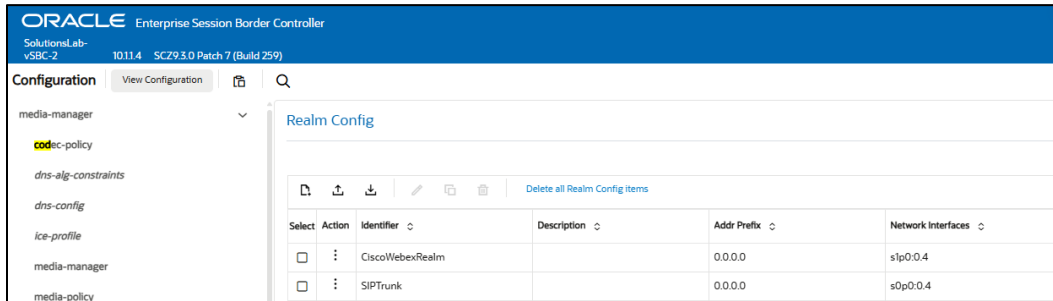 ORACLE Enterprise Session Border Controller
SolutionsLab-
vSBC-2 10.1.1.4 SCZ9.3.0 Patch 7 (Build 259)
Configuration View Configuration
media-manager
codec-policy
dns-alg-constraints
dns-config
ice-profile
media-manager
media-policy
Realm Config
Delete all Realm Config items
Select Action Identifier Description Addr Prefix Network Interfaces
CiscoWebexRealm 0.0.0.0 s1p0:0.4
SIPTrunk 0.0.0.0 s0p0:0.4